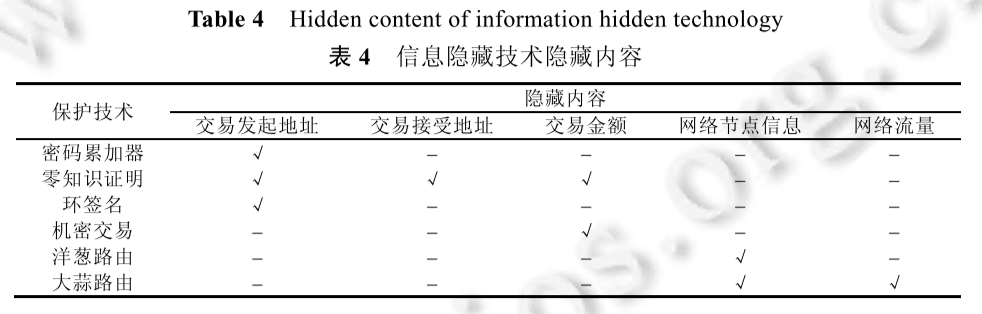 Table 4 Hidden content of information hidden technology
表 4 信息隐藏技术隐藏内容
保护技术 隐藏内容
交易发起地址 交易接受地址 交易金额 网络节点信息 网络流量
密码累加器 √ – – – –
零知识证明 √ √ √ – –
环签名 √ – – – –
机密交易 – – √ – –
洋葱路由 – – – √ –
大蒜路由 – – – √ √